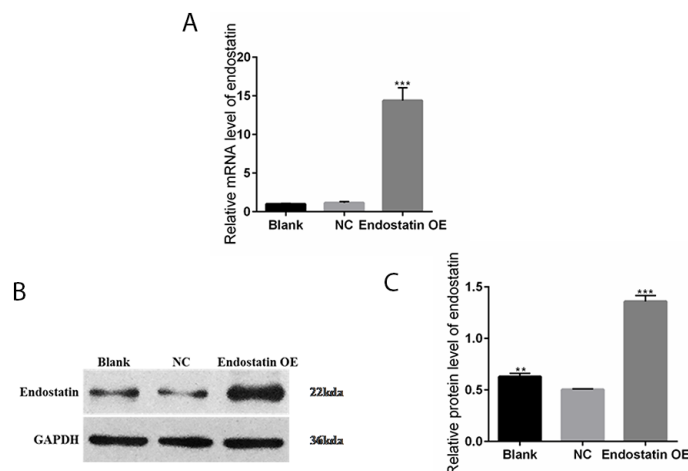 A
Relative mRNA level of endostatin
20
15
10
5
0
***
Blank NC Endostatin OE
B
Blank NC Endostatin OE
Endostatin 22kda
GAPDH 36kda
C
Relative protein level of endostatin
1.5
1.0
0.5
0.0
**
***
Blank NC Endostatin OE